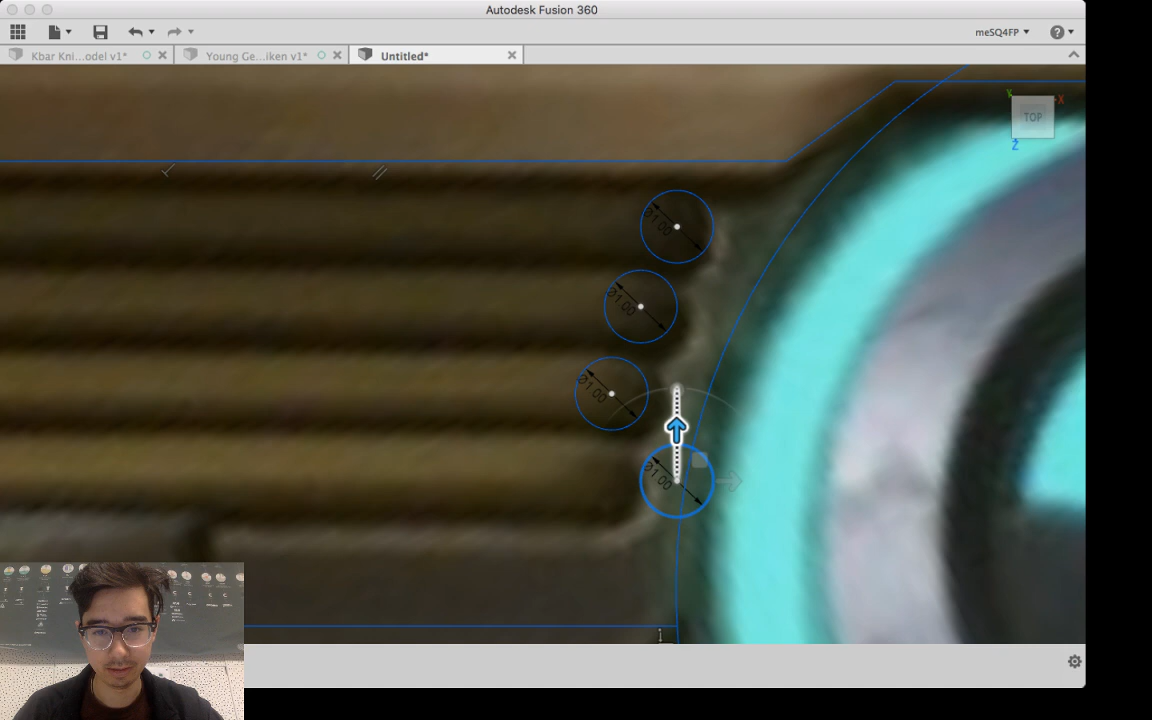 Autodesk Fusion 360
meSQ4FP
Kbar Kni...odel v1*
Young Ge...iken v1*
Untitled*
Y
X
TOP
Z
Ø1.00
Ø1.00
Ø1.00
Ø1.00